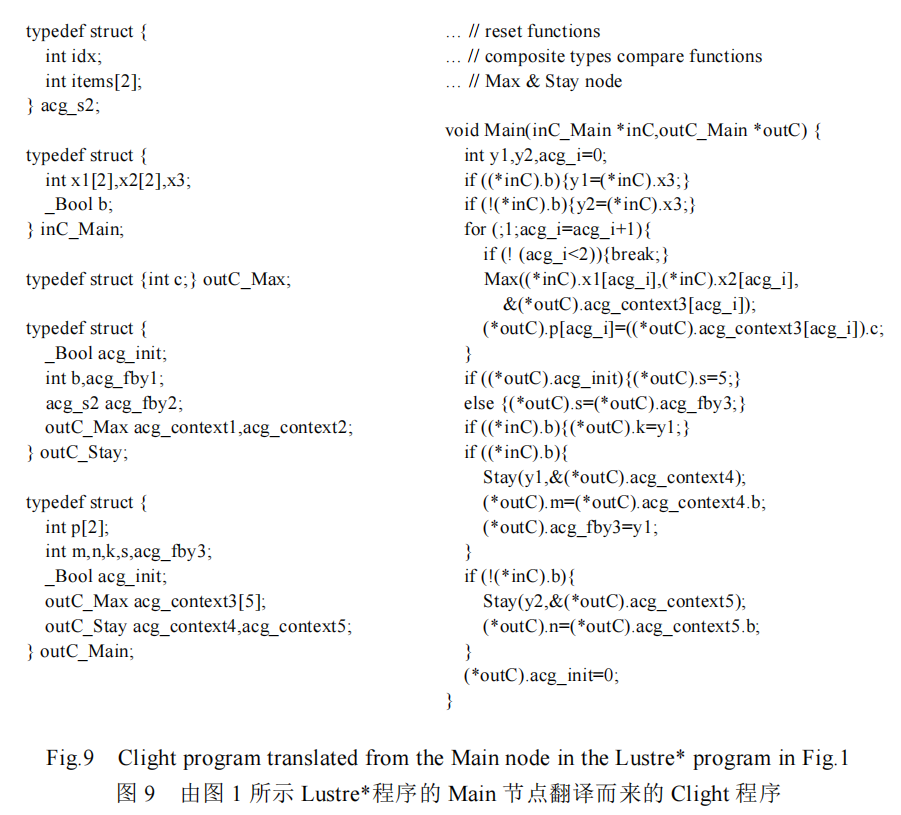 typedef struct {
int idx;
int items[2];
} acg_s2;
typedef struct {
int x1[2],x2[2],x3;
_Bool b;
} inC_Main;
typedef struct {int c;} outC_Max;
typedef struct {
_Bool acg_init;
int b,acg_fby1;
acg_s2 acg_fby2;
outC_Max acg_context1,acg_context2;
} outC_Stay;
typedef struct {
int p[2];
int m,n,k,s,acg_fby3;
_Bool acg_init;
outC_Max acg_context3[5];
outC_Stay acg_context4,acg_context5;
} outC_Main;
... // reset functions
... // composite types compare functions
... // Max & Stay node
void Main(inC_Main *inC,outC_Main *outC) {
int y1,y2,acg_i=0;
if ((*inC).b){y1=(*inC).x3;}
if (!(*inC).b){y2=(*inC).x3;}
for (;1;acg_i=acg_i+1){
if (! (acg_i<2)){break;}
Max((*inC).x1[acg_i],(*inC).x2[acg_i],
&(*outC).acg_context3[acg_i]);
(*outC).p[acg_i]=((*outC).acg_context3[acg_i]).c;
}
if ((*outC).acg_init){(*outC).s=5;}
else {(*outC).s=(*outC).acg_fby3;}
if ((*inC).b){(*outC).k=y1;}
if ((*inC).b){
Stay(y1,&(*outC).acg_context4);
(*outC).m=(*outC).acg_context4.b;
(*outC).acg_fby3=y1;
}
if (!(*inC).b){
Stay(y2,&(*outC).acg_context5);
(*outC).n=(*outC).acg_context5.b;
}
(*outC).acg_init=0;
}
Fig.9 Clight program translated from the Main node in the Lustre* program in Fig.1
图 9 由图 1 所示 Lustre*程序的 Main 节点翻译而来的 Clight 程序